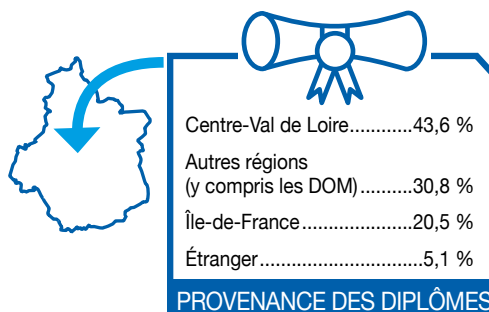 Centre-Val de Loire............43,6 %
Autres régions
(y compris les DOM)..........30,8 %
Île-de-France.....................20,5 %
Étranger...............................5,1 %
PROVENANCE DES DIPLÔMES